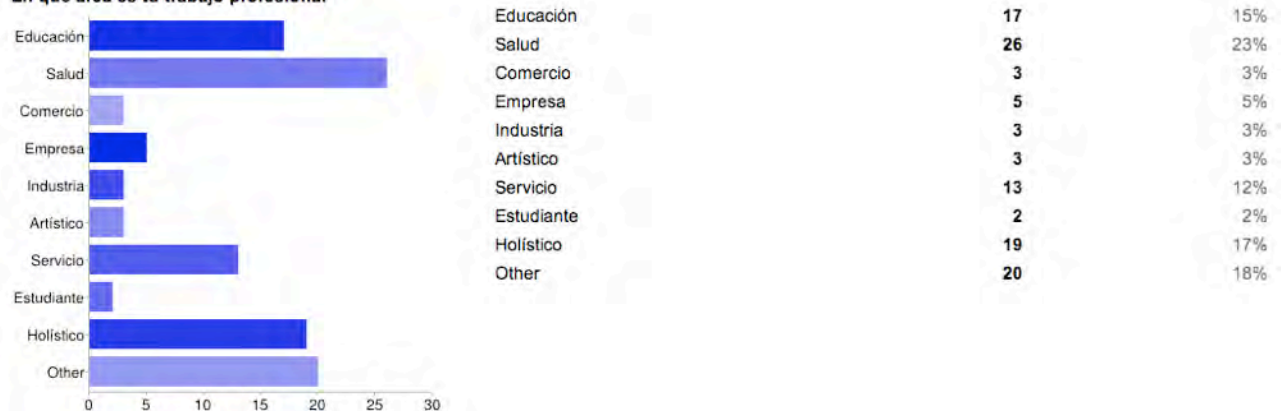 Educación
Salud
Comercio
Empresa
Industria
Artístico
Servicio
Estudiante
Holístico
Other
0 5 10 15 20 25 30
Educación 17 15%
Salud 26 23%
Comercio 3 3%
Empresa 5 5%
Industria 3 3%
Artístico 3 3%
Servicio 13 12%
Estudiante 2 2%
Holístico 19 17%
Other 20 18%